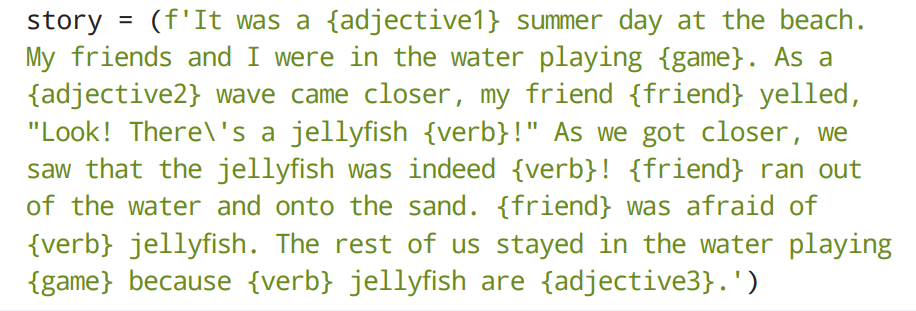 story = (f'It was a {adjective1} summer day at the beach.
My friends and I were in the water playing {game}. As a
{adjective2} wave came closer, my friend {friend} yelled,
"Look! There\'s a jellyfish {verb}!" As we got closer, we
saw that the jellyfish was indeed {verb}! {friend} ran out
of the water and onto the sand. {friend} was afraid of
{verb} jellyfish. The rest of us stayed in the water playing
{game} because {verb} jellyfish are {adjective3}.')